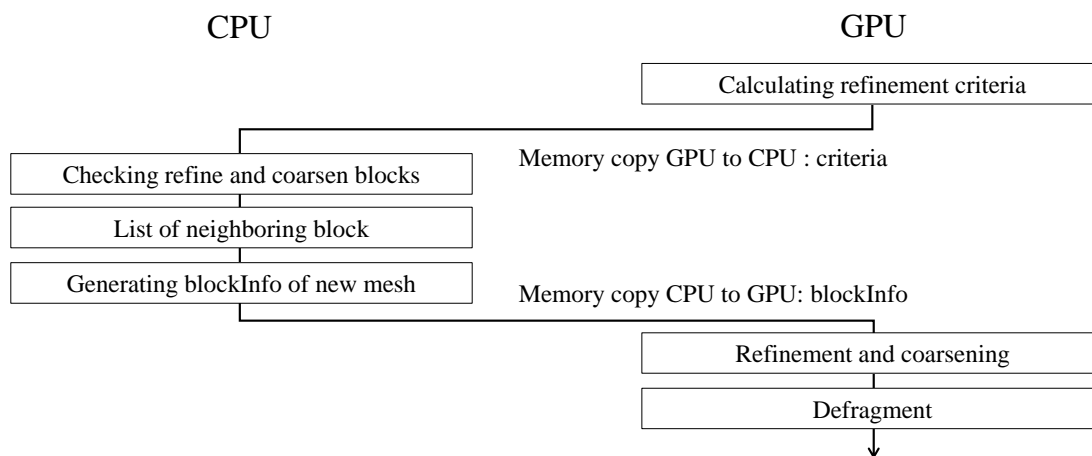 CPU
GPU
Calculating refinement criteria
Memory copy GPU to CPU : criteria
Checking refine and coarsen blocks
List of neighboring block
Generating blockInfo of new mesh
Memory copy CPU to GPU: blockInfo
Refinement and coarsening
Defragment